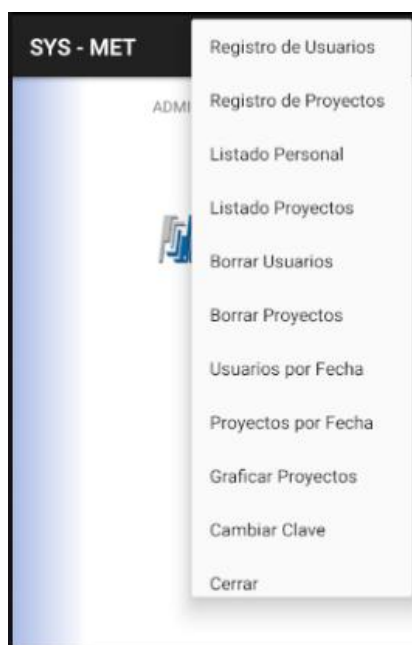 SYS - MET
ADMI
Registro de Usuarios
Registro de Proyectos
Listado Personal
Listado Proyectos
Borrar Usuarios
Borrar Proyectos
Usuarios por Fecha
Proyectos por Fecha
Graficar Proyectos
Cambiar Clave
Cerrar